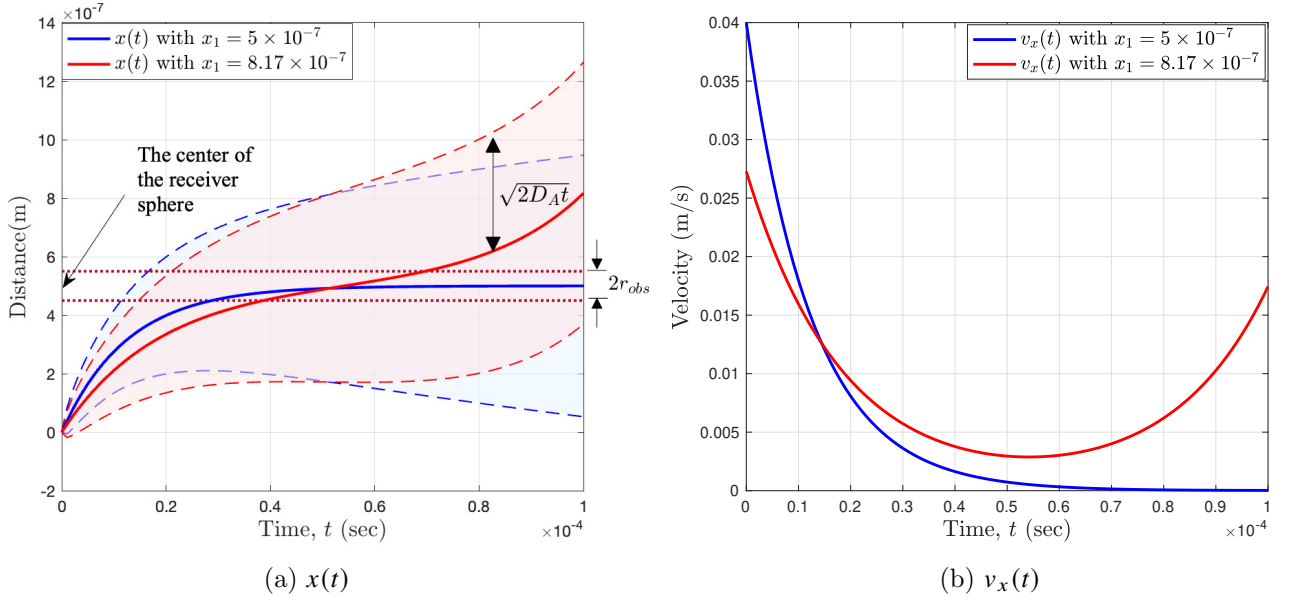 ×10⁻⁷
14
12
10
8
6
4
2
0
-2
Distance(m)
x(t) with x₁ = 5 × 10⁻⁷
x(t) with x₁ = 8.17 × 10⁻⁷
The center of
the receiver
sphere
√2D_A t
2r_obs
0 0.2 0.4 0.6 0.8 1
Time, t (sec)
×10⁻⁴
(a) x(t)
0.04
0.035
0.03
0.025
0.02
0.015
0.01
0.005
0
Velocity (m/s)
v_x(t) with x₁ = 5 × 10⁻⁷
v_x(t) with x₁ = 8.17 × 10⁻⁷
0 0.1 0.2 0.3 0.4 0.5 0.6 0.7 0.8 0.9 1
Time, t (sec)
×10⁻⁴
(b) v_x(t)